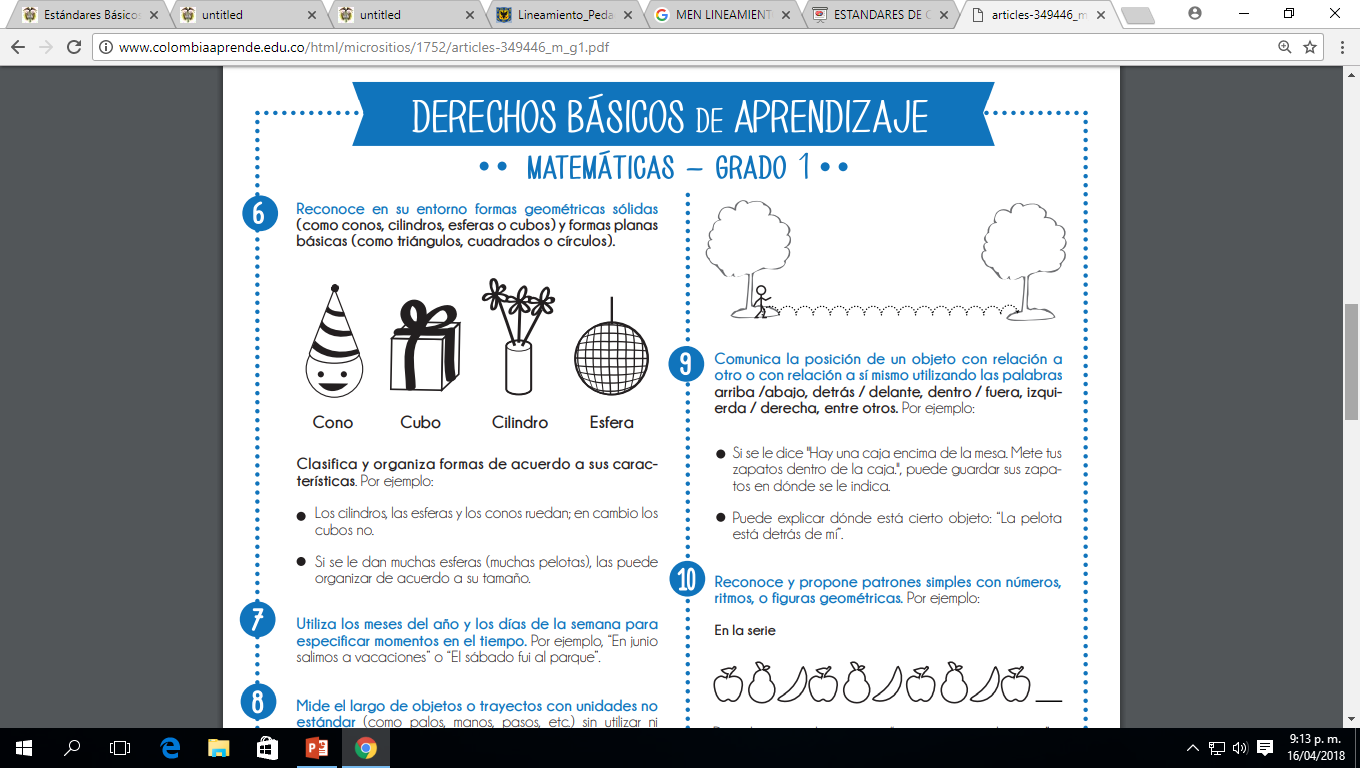 Estándares Básicos
untitled
untitled
Lineamiento_Peda
MEN LINEAMIENT
ESTANDARES DE C
articles-349446_m
www.colombiaaprende.edu.co/html/micrositios/1752/articles-349446_m_g1.pdf
DERECHOS BÁSICOS DE APRENDIZAJE
MATEMÁTICAS – GRADO 1
6
Reconoce en su entorno formas geométricas sólidas
(como conos, cilindros, esferas o cubos) y formas planas
básicas (como triángulos, cuadrados o círculos).
Cono Cubo Cilindro Esfera
Clasifica y organiza formas de acuerdo a sus carac-
terísticas. Por ejemplo:
Los cilindros, las esferas y los conos ruedan; en cambio los
cubos no.
Si se le dan muchas esferas (muchas pelotas), las puede
organizar de acuerdo a su tamaño.
7
Utiliza los meses del año y los días de la semana para
especificar momentos en el tiempo. Por ejemplo, “En junio
salimos a vacaciones” o “El sábado fui al parque”.
8
Mide el largo de objetos o trayectos con unidades no
estándar (como palos, manos, pasos, etc.) sin utilizar ni
9
Comunica la posición de un objeto con relación a
otro o con relación a sí mismo utilizando las palabras
arriba /abajo, detrás / delante, dentro / fuera, izqui-
erda / derecha, entre otros. Por ejemplo:
Si se le dice "Hay una caja encima de la mesa. Mete tus
zapatos dentro de la caja.", puede guardar sus zapa-
tos en dónde se le indica.
Puede explicar dónde está cierto objeto: “La pelota
está detrás de mí”.
10
Reconoce y propone patrones simples con números,
ritmos, o figuras geométricas. Por ejemplo:
En la serie
9:13 p. m.
16/04/2018